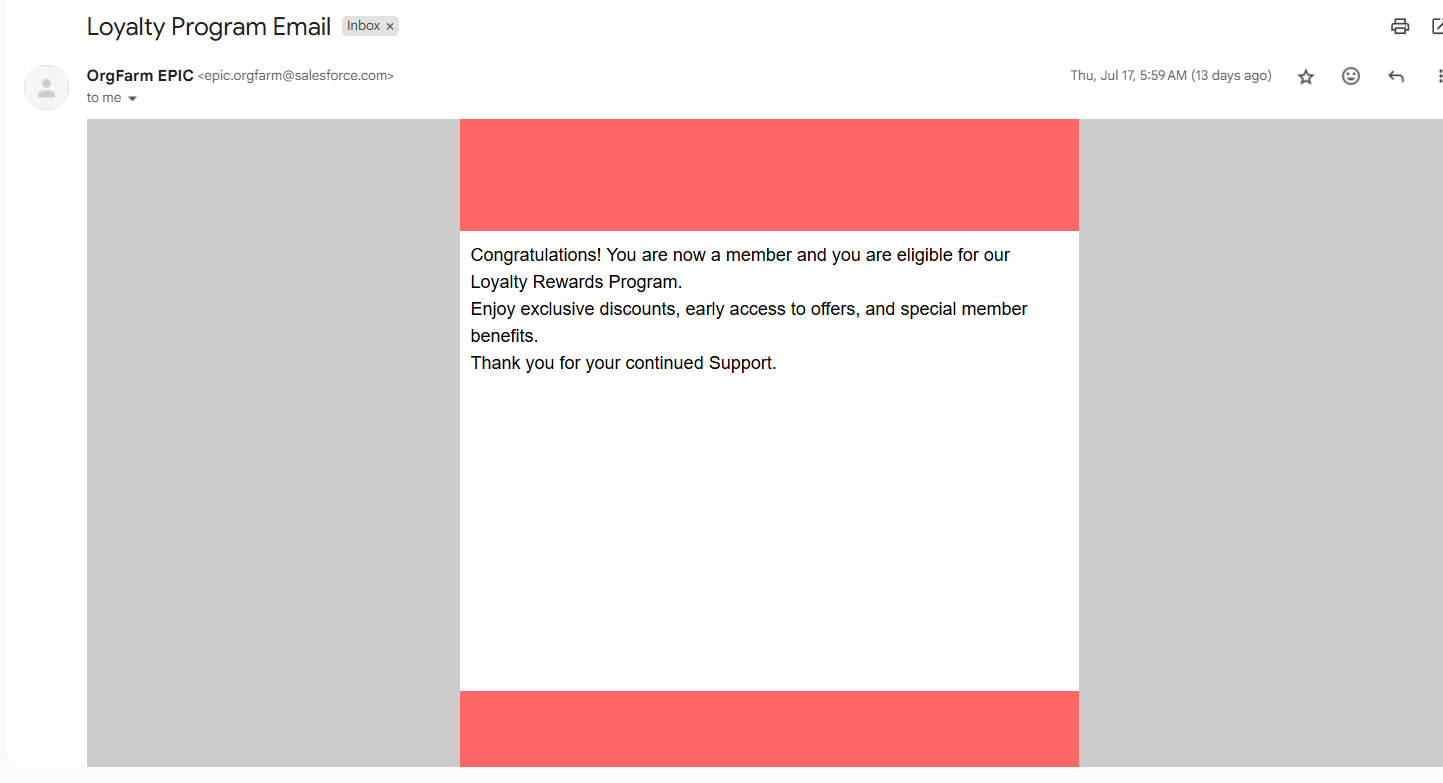 Loyalty Program Email Inbox ×
OrgFarm EPIC <epic.orgfarm@salesforce.com> Thu, Jul 17, 5:59 AM (13 days ago)
to me
Congratulations! You are now a member and you are eligible for our
Loyalty Rewards Program.
Enjoy exclusive discounts, early access to offers, and special member
benefits.
Thank you for your continued Support.